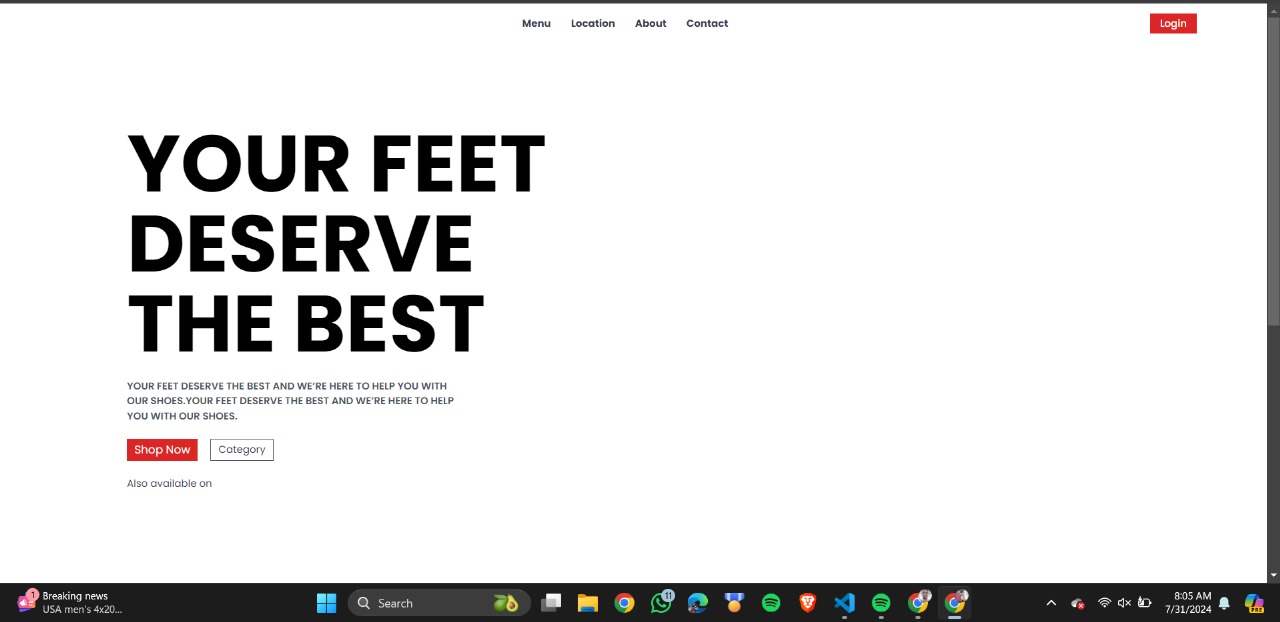 Menu Location About Contact Login
YOUR FEET
DESERVE
THE BEST
YOUR FEET DESERVE THE BEST AND WE'RE HERE TO HELP YOU WITH
OUR SHOES.YOUR FEET DESERVE THE BEST AND WE'RE HERE TO HELP
YOU WITH OUR SHOES.
Shop Now Category
Also available on
1
Breaking news
USA men's 4x20...
Search
11
8:05 AM
7/31/2024
PRE